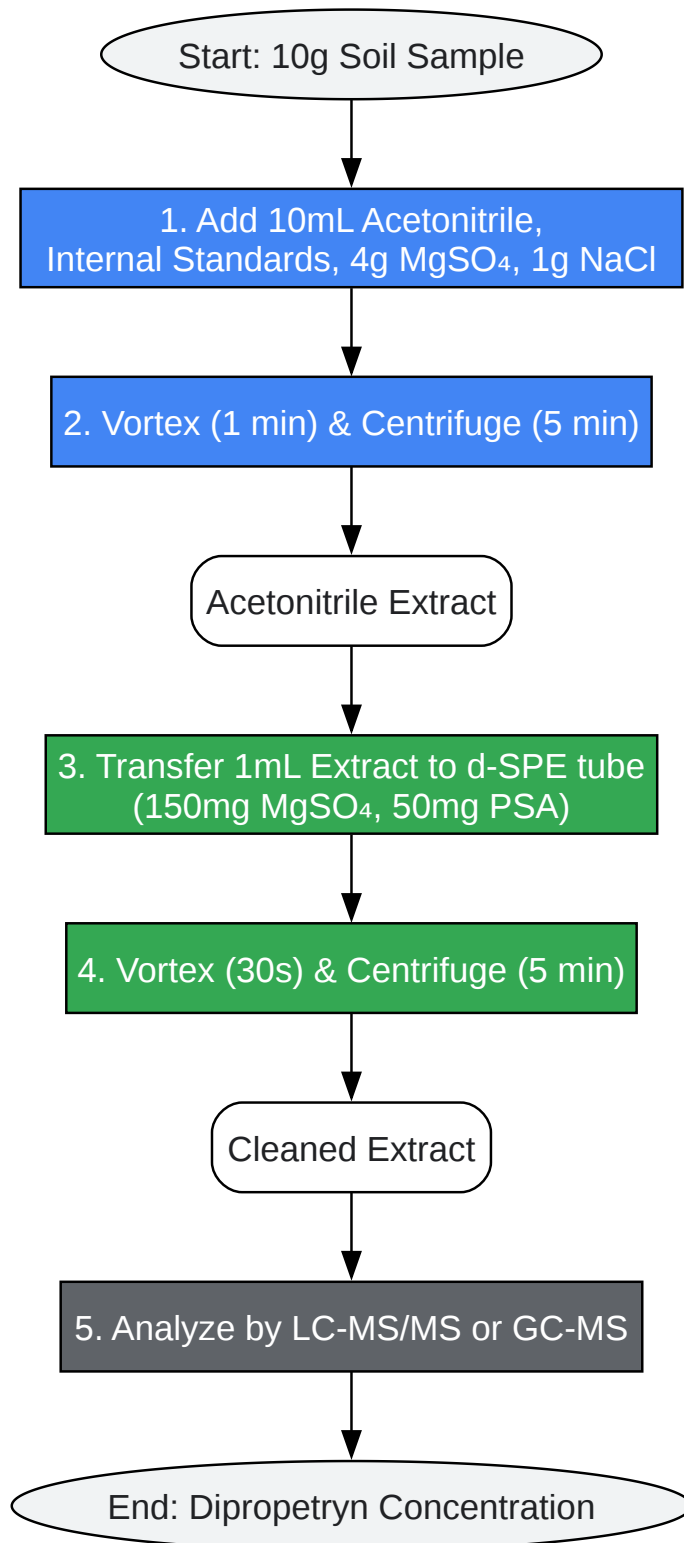 Start: 10g Soil Sample
1. Add 10mL Acetonitrile,
Internal Standards, 4g MgSO₄, 1g NaCl
2. Vortex (1 min) & Centrifuge (5 min)
Acetonitrile Extract
3. Transfer 1mL Extract to d-SPE tube
(150mg MgSO₄, 50mg PSA)
4. Vortex (30s) & Centrifuge (5 min)
Cleaned Extract
5. Analyze by LC-MS/MS or GC-MS
End: Dipropetryn Concentration